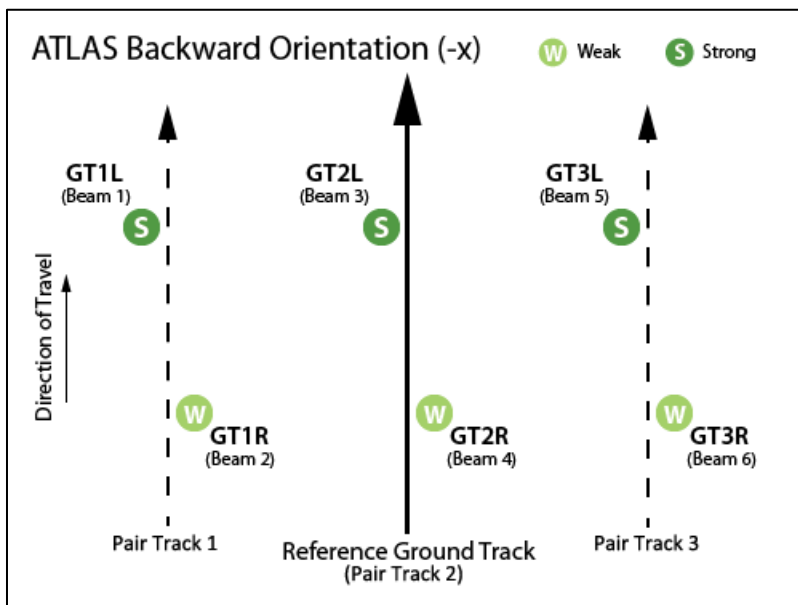 ATLAS Backward Orientation (-x)
W Weak
S Strong
GT1L
(Beam 1)
S
GT2L
(Beam 3)
S
GT3L
(Beam 5)
S
Direction of Travel
W
GT1R
(Beam 2)
W
GT2R
(Beam 4)
W
GT3R
(Beam 6)
Pair Track 1
Reference Ground Track
(Pair Track 2)
Pair Track 3